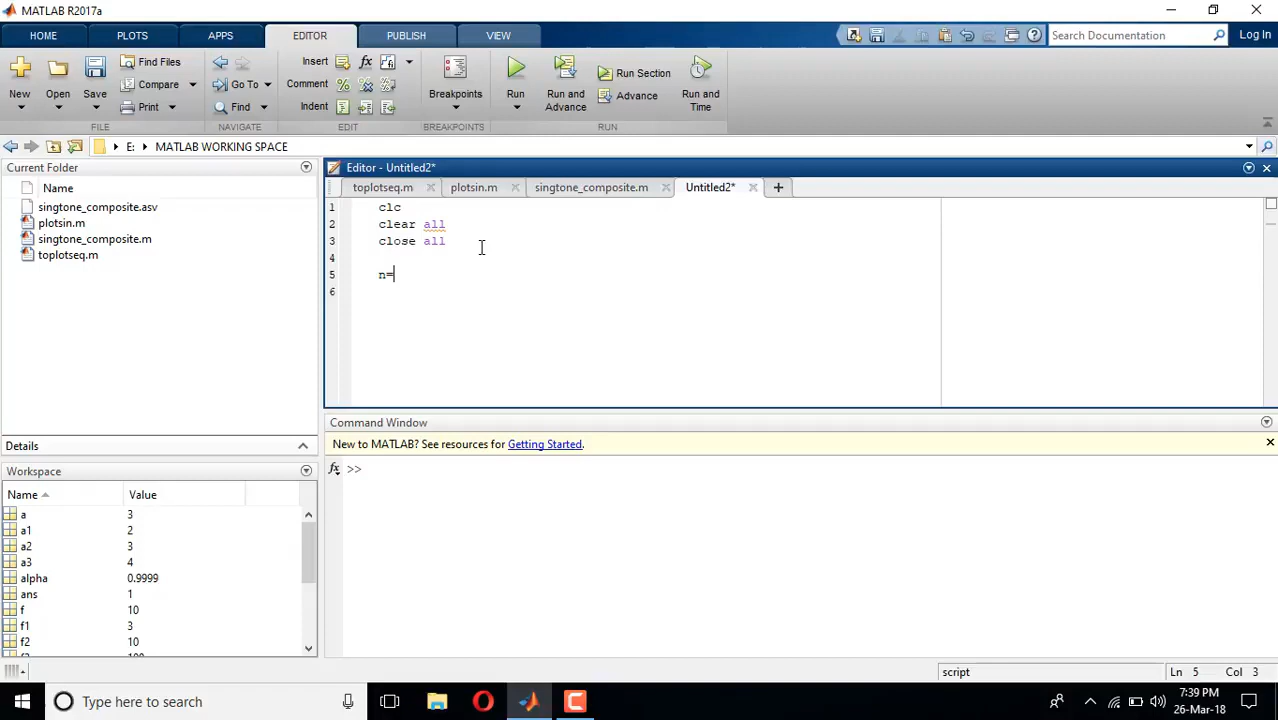 MATLAB R2017a
HOME PLOTS APPS EDITOR PUBLISH VIEW Search Documentation Log In
New Open Save Find Files Compare Print Go To Find Insert fx Comment % Indent Breakpoints Run Run and Advance Run Section Advance Run and Time
FILE NAVIGATE EDIT BREAKPOINTS RUN
E: MATLAB WORKING SPACE
Current Folder
Name
singtone_composite.asv
plotsin.m
singtone_composite.m
toplotseq.m
Details
Workspace
Name Value
a 3
a1 2
a2 3
a3 4
alpha 0.9999
ans 1
f 10
f1 3
f2 10
Editor - Untitled2*
toplotseq.m plotsin.m singtone_composite.m Untitled2*
1 clc
2 clear all
3 close all
4
5 n=
6
Command Window
New to MATLAB? See resources for Getting Started.
fx >>
script Ln 5 Col 3
Type here to search 7:39 PM
26-Mar-18